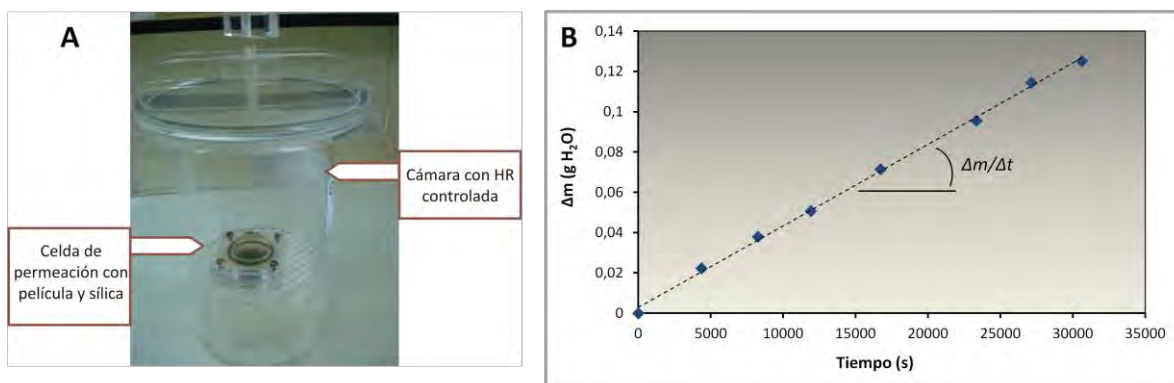 A
Cámara con HR
controlada
Celda de
permeación con
película y sílica
B
0,14
0,12
0,1
0,08
0,06
0,04
0,02
0
Δm (g H₂O)
Δm/Δt
0 5000 10000 15000 20000 25000 30000 35000
Tiempo (s)